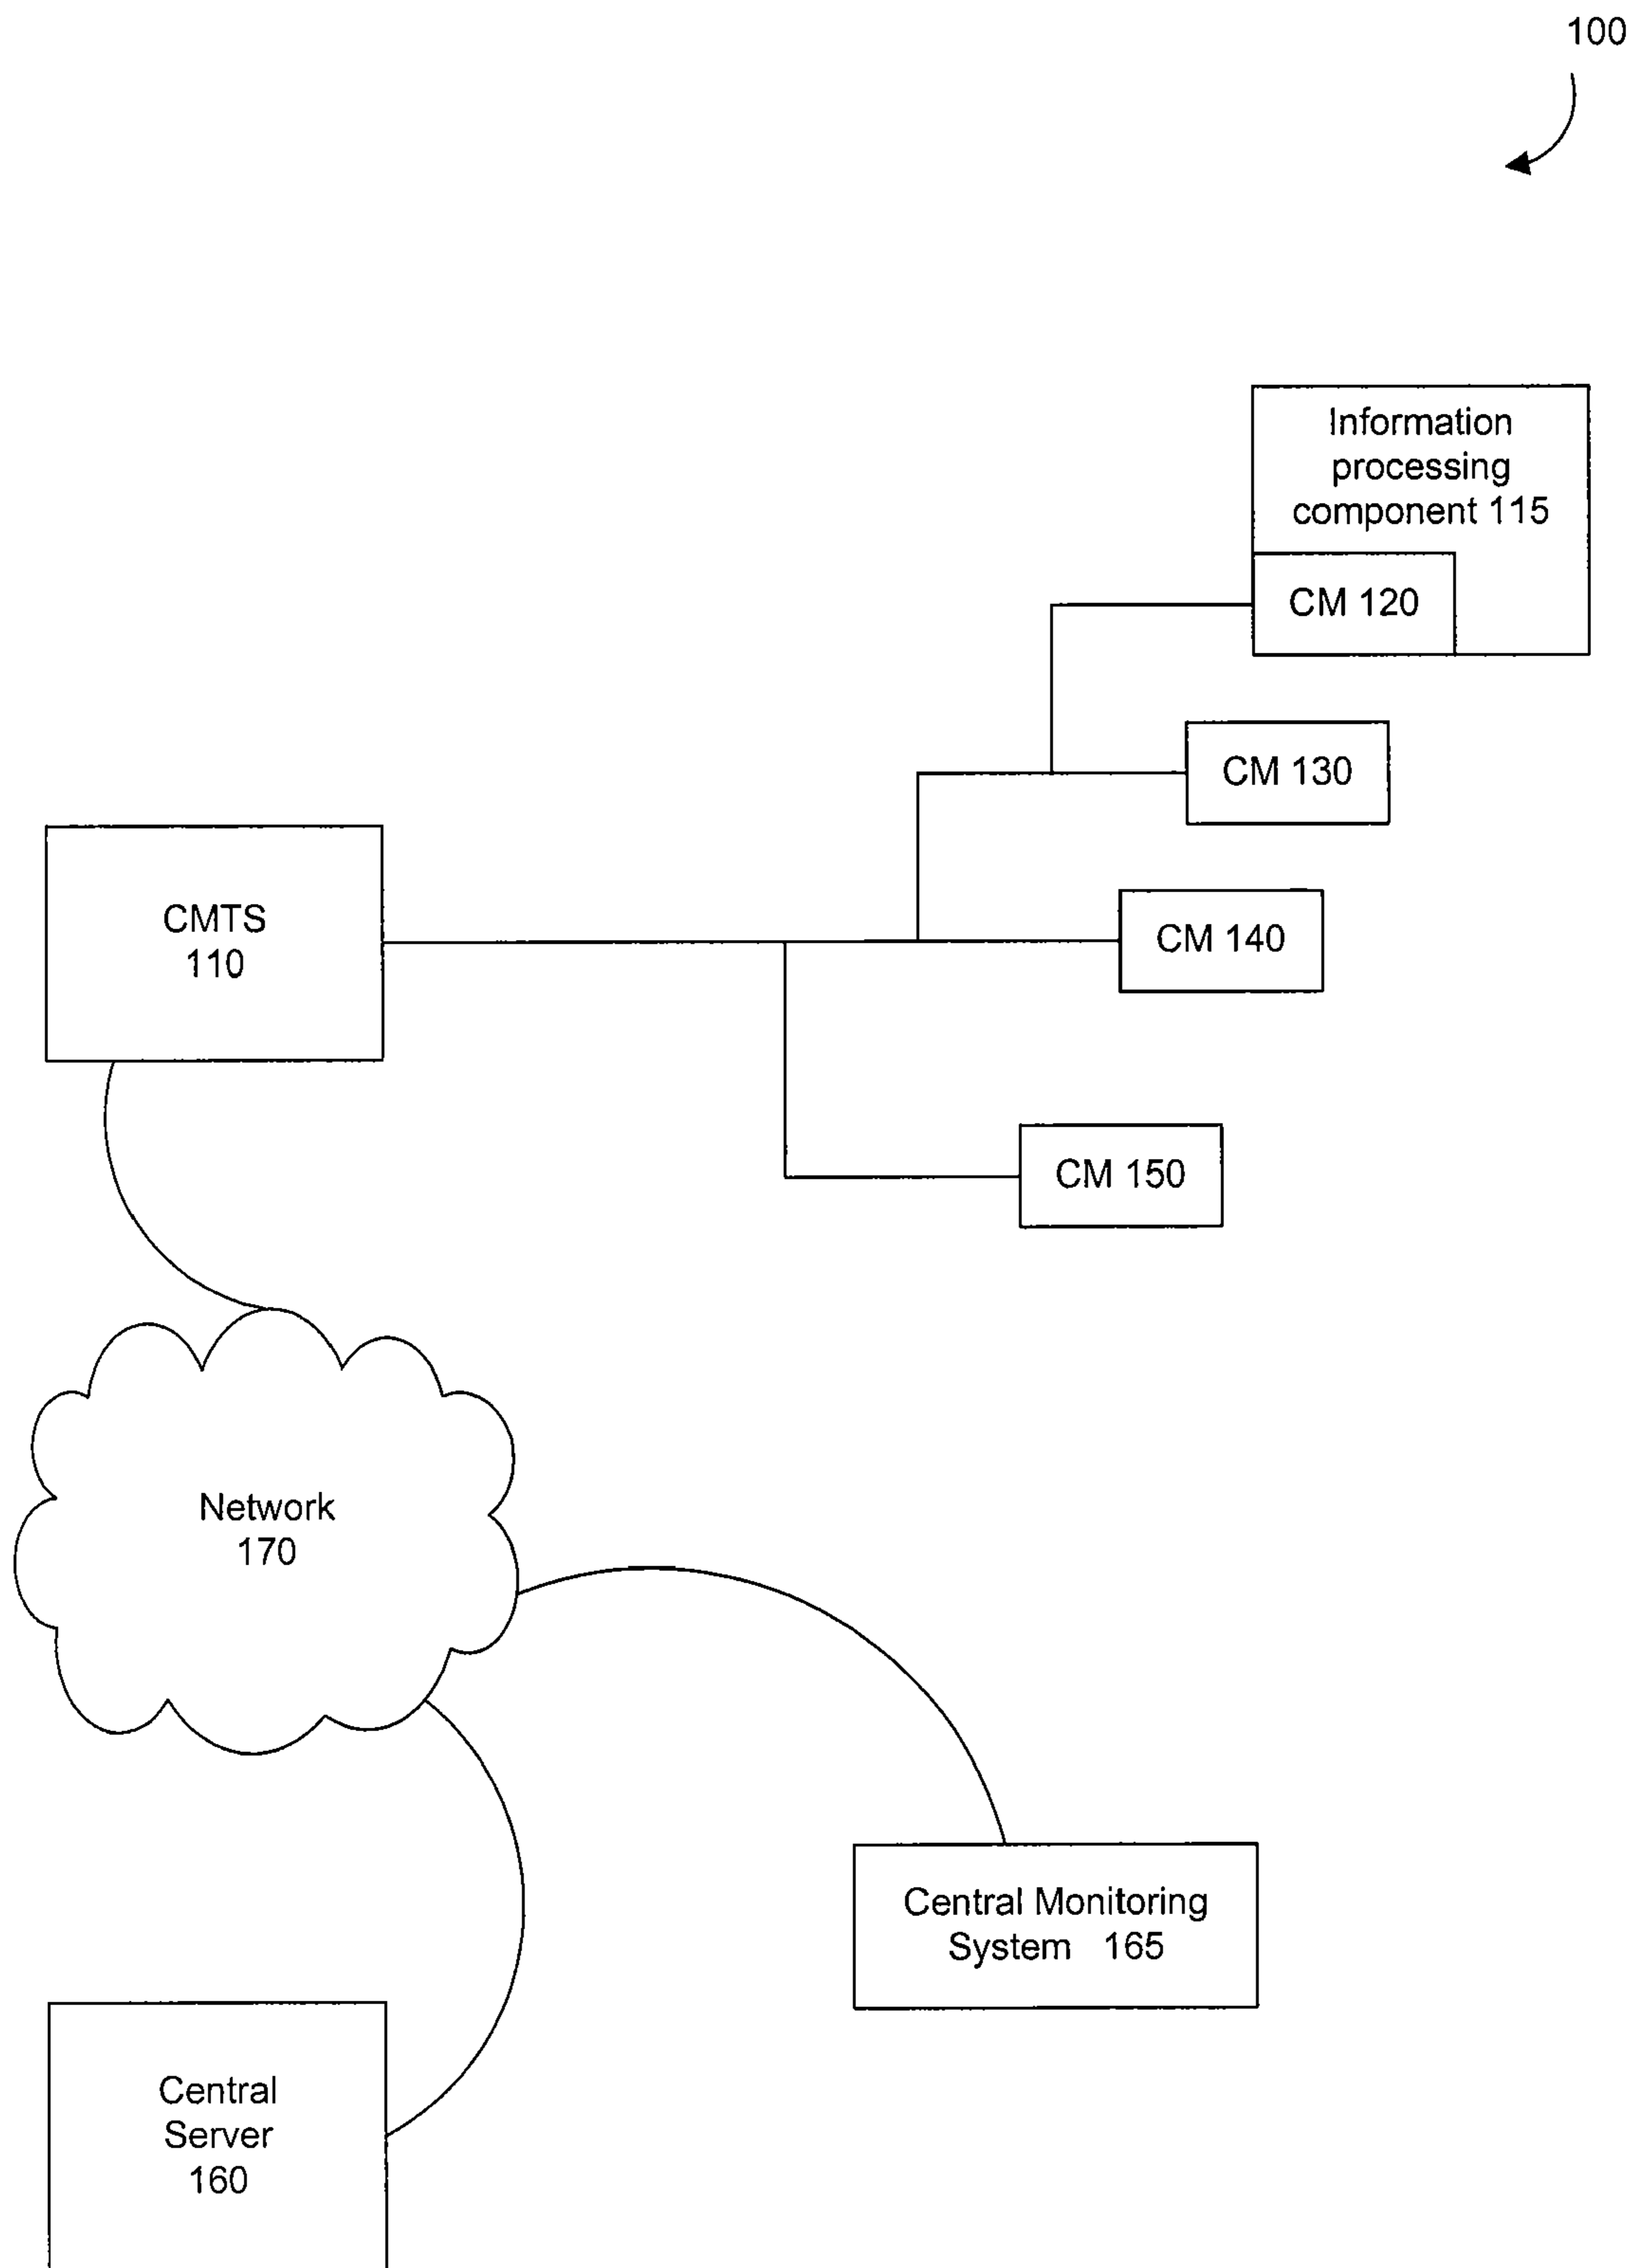 100
Information
processing
component 115
CM 120
CM 130
CMTS
110
CM 140
CM 150
Network
170
Central Monitoring
System 165
Central
Server
160